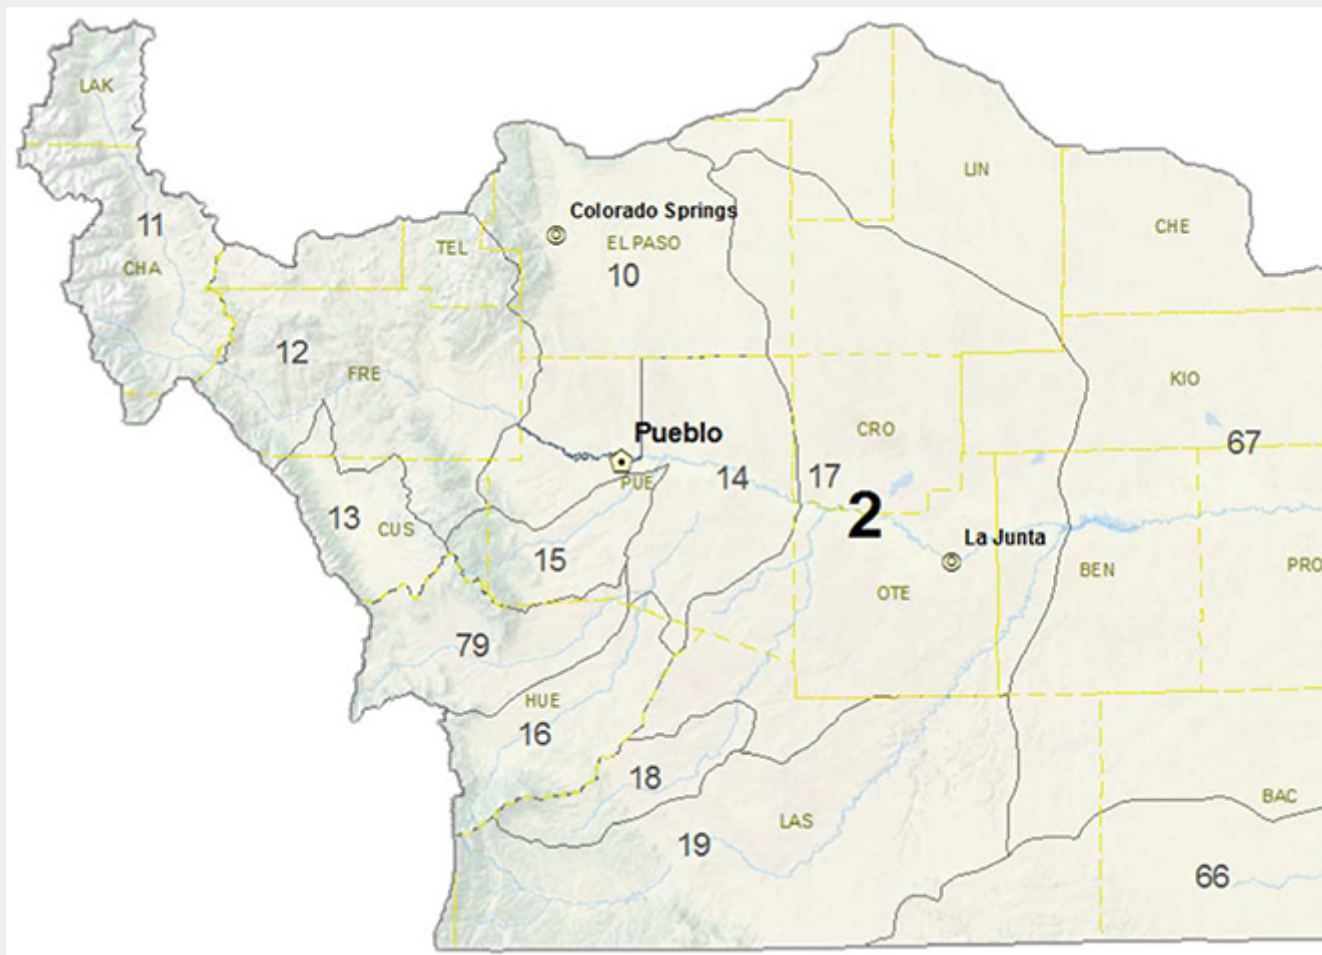 LAK
LIN
Colorado Springs
11
CHE
EL PASO
TEL
CHA
10
12
FRE
KIO
Pueblo
CRO
67
14
17
PUE
2
13
CUS
La Junta
15
BEN
PRO
OTE
79
HUE
16
18
BAC
LAS
19
66